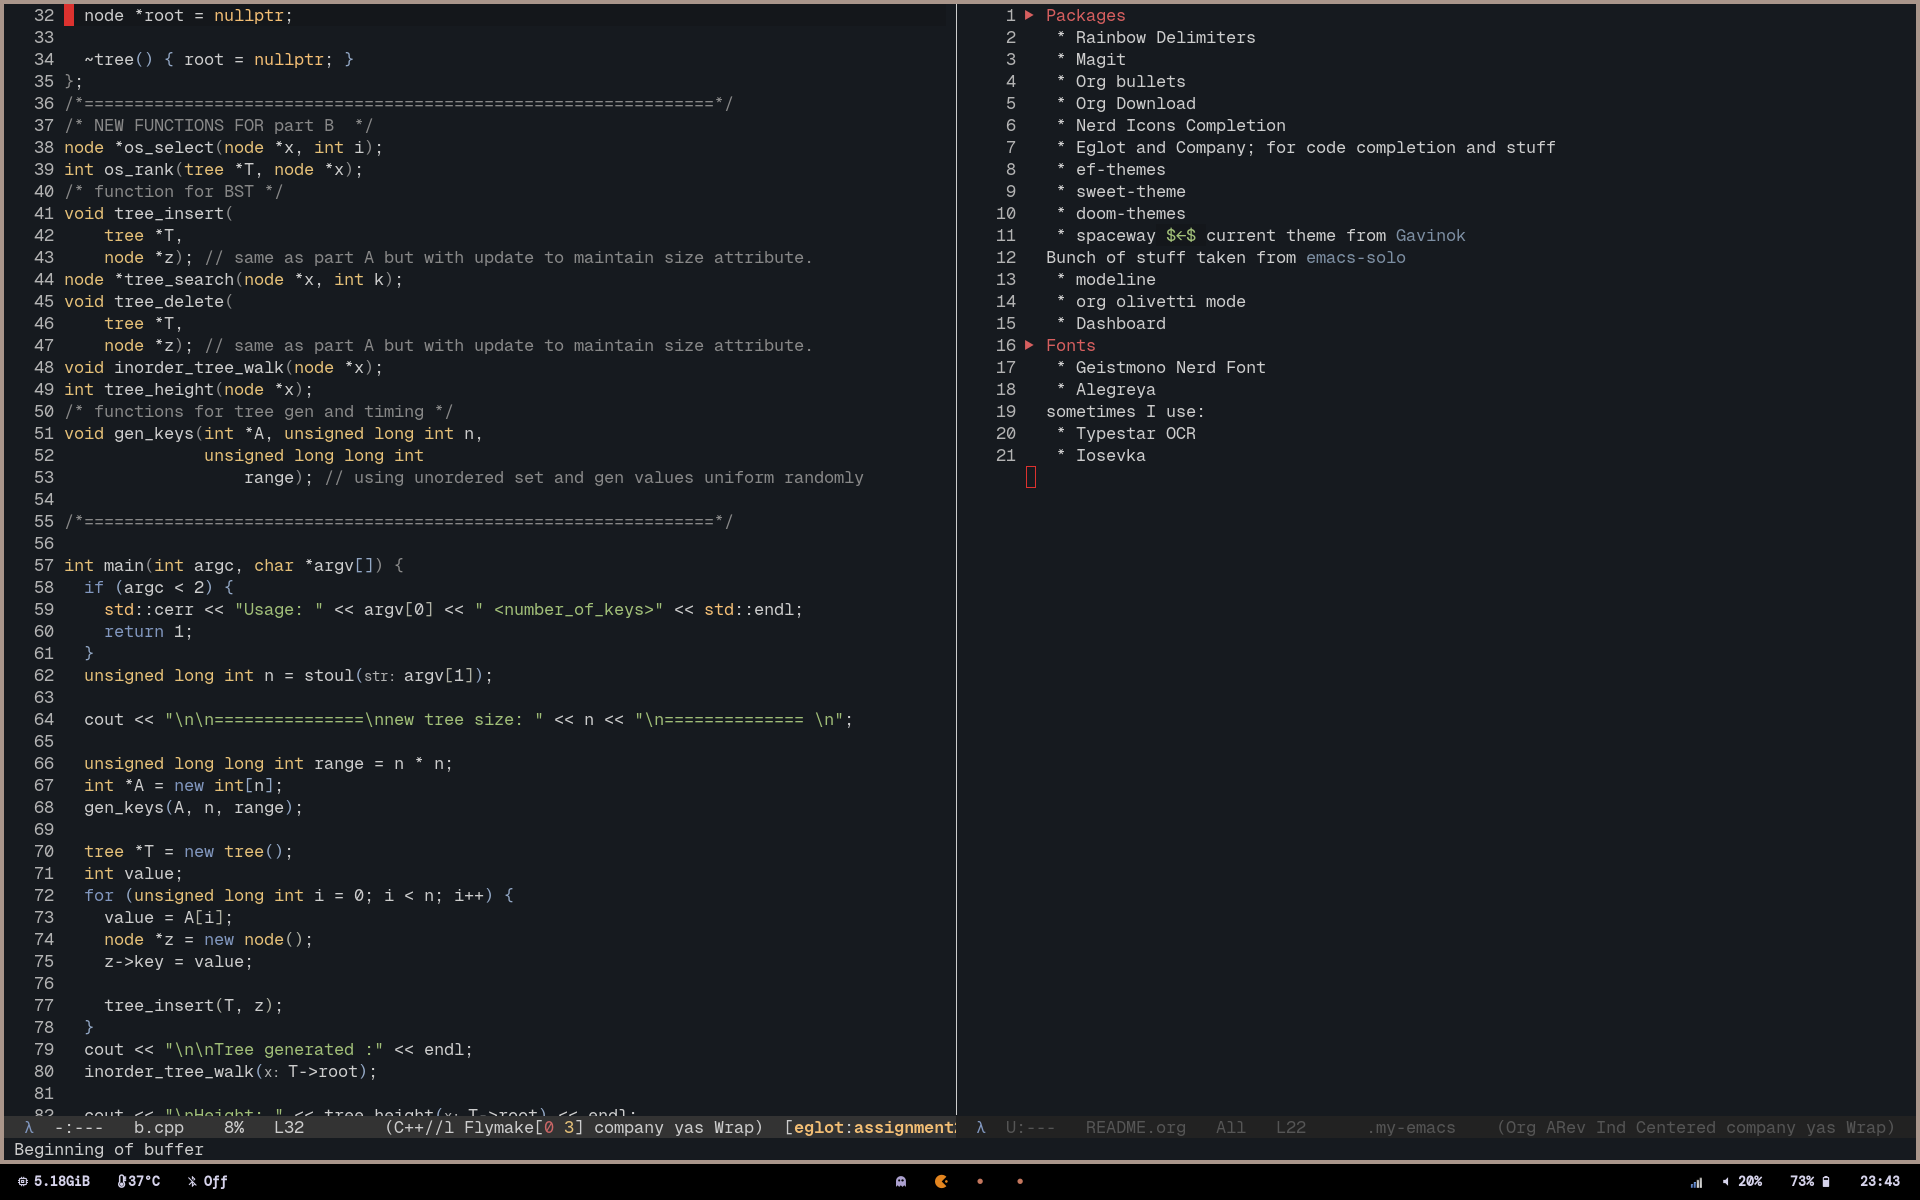 32 node *root = nullptr;
33
34 ~tree() { root = nullptr; }
35 };
36 /*===============================================================*/
37 /* NEW FUNCTIONS FOR part B  */
38 node *os_select(node *x, int i);
39 int os_rank(tree *T, node *x);
40 /* function for BST */
41 void tree_insert(
42 tree *T,
43 node *z); // same as part A but with update to maintain size attribute.
44 node *tree_search(node *x, int k);
45 void tree_delete(
46 tree *T,
47 node *z); // same as part A but with update to maintain size attribute.
48 void inorder_tree_walk(node *x);
49 int tree_height(node *x);
50 /* functions for tree gen and timing */
51 void gen_keys(int *A, unsigned long int n,
52 unsigned long long int
53 range); // using unordered set and gen values uniform randomly
54
55 /*===============================================================*/
56
57 int main(int argc, char *argv[]) {
58 if (argc < 2) {
59 std::cerr << "Usage: " << argv[0] << " <number_of_keys>" << std::endl;
60 return 1;
61 }
62 unsigned long int n = stoul(str: argv[1]);
63
64 cout << "\n\n===============\nnew tree size: " << n << "\n============== \n";
65
66 unsigned long long int range = n * n;
67 int *A = new int[n];
68 gen_keys(A, n, range);
69
70 tree *T = new tree();
71 int value;
72 for (unsigned long int i = 0; i < n; i++) {
73 value = A[i];
74 node *z = new node();
75 z->key = value;
76
77 tree_insert(T, z);
78 }
79 cout << "\n\nTree generated :" << endl;
80 inorder_tree_walk(x: T->root);
81
82 cout << "\nHeight: " << tree_height(x: T->root) << endl;
λ -:--- b.cpp 8% L32 (C++//l Flymake[0 3] company yas Wrap) [eglot:assignment
Beginning of buffer
1 ▶ Packages
2 * Rainbow Delimiters
3 * Magit
4 * Org bullets
5 * Org Download
6 * Nerd Icons Completion
7 * Eglot and Company; for code completion and stuff
8 * ef-themes
9 * sweet-theme
10 * doom-themes
11 * spaceway $←$ current theme from Gavinok
12 Bunch of stuff taken from emacs-solo
13 * modeline
14 * org olivetti mode
15 * Dashboard
16 ▶ Fonts
17 * Geistmono Nerd Font
18 * Alegreya
19 sometimes I use:
20 * Typestar OCR
21 * Iosevka
λ U:--- README.org All L22 .my-emacs (Org ARev Ind Centered company yas Wrap)
5.18GiB 37°C Off 20% 73% 23:43